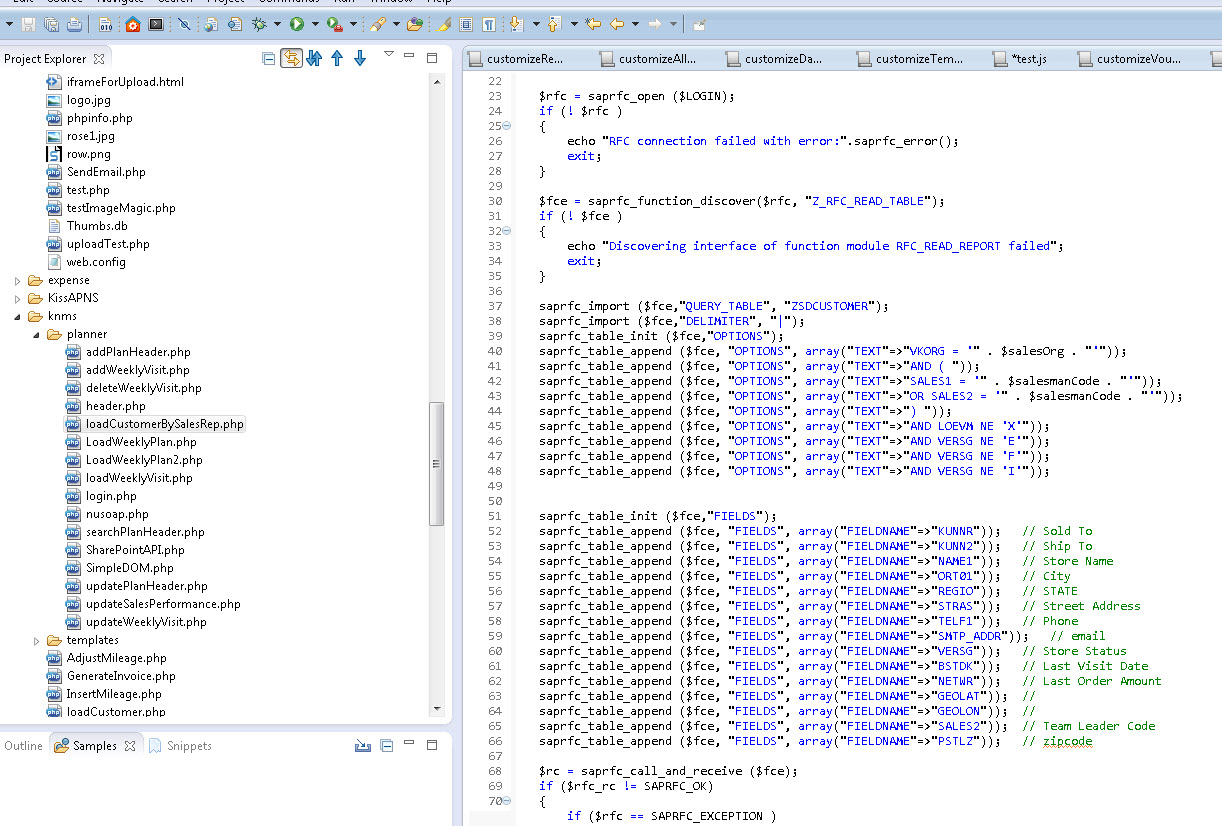 Edit Source Navigate Search Project Commands Run Window Help
Project Explorer
iframeForUpload.html
logo.jpg
phpinfo.php
rose1.jpg
row.png
SendEmail.php
test.php
testImageMagic.php
Thumbs.db
uploadTest.php
web.config
expense
KissAPNS
knms
planner
addPlanHeader.php
addWeeklyVisit.php
deleteWeeklyVisit.php
header.php
loadCustomerBySalesRep.php
LoadWeeklyPlan.php
LoadWeeklyPlan2.php
loadWeeklyVisit.php
login.php
nusoap.php
searchPlanHeader.php
SharePointAPI.php
SimpleDOM.php
updatePlanHeader.php
updateSalesPerformance.php
updateWeeklyVisit.php
templates
AdjustMileage.php
GenerateInvoice.php
InsertMileage.php
loadCustomer.php
Outline Samples Snippets
customizeRe... customizeAll... customizeDa... customizeTem... *test.js customizeVou...
22
23 $rfc = saprfc_open ($LOGIN);
24 if (! $rfc )
25 {
26 echo "RFC connection failed with error:".saprfc_error();
27 exit;
28 }
29
30 $fce = saprfc_function_discover($rfc, "Z_RFC_READ_TABLE");
31 if (! $fce )
32 {
33 echo "Discovering interface of function module RFC_READ_REPORT failed";
34 exit;
35 }
36
37 saprfc_import ($fce,"QUERY_TABLE", "ZSDCUSTOMER");
38 saprfc_import ($fce,"DELIMITER", "|");
39 saprfc_table_init ($fce,"OPTIONS");
40 saprfc_table_append ($fce, "OPTIONS", array("TEXT"=>"VKORG = '" . $salesOrg . "'"));
41 saprfc_table_append ($fce, "OPTIONS", array("TEXT"=>"AND ( "));
42 saprfc_table_append ($fce, "OPTIONS", array("TEXT"=>"SALES1 = '" . $salesmanCode . "'"));
43 saprfc_table_append ($fce, "OPTIONS", array("TEXT"=>"OR SALES2 = '" . $salesmanCode . "'"));
44 saprfc_table_append ($fce, "OPTIONS", array("TEXT"=>") "));
45 saprfc_table_append ($fce, "OPTIONS", array("TEXT"=>"AND LOEVM NE 'X'"));
46 saprfc_table_append ($fce, "OPTIONS", array("TEXT"=>"AND VERSG NE 'E'"));
47 saprfc_table_append ($fce, "OPTIONS", array("TEXT"=>"AND VERSG NE 'F'"));
48 saprfc_table_append ($fce, "OPTIONS", array("TEXT"=>"AND VERSG NE 'I'"));
49
50
51 saprfc_table_init ($fce,"FIELDS");
52 saprfc_table_append ($fce, "FIELDS", array("FIELDNAME"=>"KUNNR")); // Sold To
53 saprfc_table_append ($fce, "FIELDS", array("FIELDNAME"=>"KUNN2")); // Ship To
54 saprfc_table_append ($fce, "FIELDS", array("FIELDNAME"=>"NAME1")); // Store Name
55 saprfc_table_append ($fce, "FIELDS", array("FIELDNAME"=>"ORT01")); // City
56 saprfc_table_append ($fce, "FIELDS", array("FIELDNAME"=>"REGIO")); // STATE
57 saprfc_table_append ($fce, "FIELDS", array("FIELDNAME"=>"STRAS")); // Street Address
58 saprfc_table_append ($fce, "FIELDS", array("FIELDNAME"=>"TELF1")); // Phone
59 saprfc_table_append ($fce, "FIELDS", array("FIELDNAME"=>"SMTP_ADDR")); // email
60 saprfc_table_append ($fce, "FIELDS", array("FIELDNAME"=>"VERSG")); // Store Status
61 saprfc_table_append ($fce, "FIELDS", array("FIELDNAME"=>"BSTDK")); // Last Visit Date
62 saprfc_table_append ($fce, "FIELDS", array("FIELDNAME"=>"NETWR")); // Last Order Amount
63 saprfc_table_append ($fce, "FIELDS", array("FIELDNAME"=>"GEOLAT")); //
64 saprfc_table_append ($fce, "FIELDS", array("FIELDNAME"=>"GEOLON")); //
65 saprfc_table_append ($fce, "FIELDS", array("FIELDNAME"=>"SALES2")); // Team Leader Code
66 saprfc_table_append ($fce, "FIELDS", array("FIELDNAME"=>"PSTLZ")); // zipcode
67
68 $rc = saprfc_call_and_receive ($fce);
69 if ($rfc_rc != SAPRFC_OK)
70 {
if ($rfc == SAPRFC_EXCEPTION )